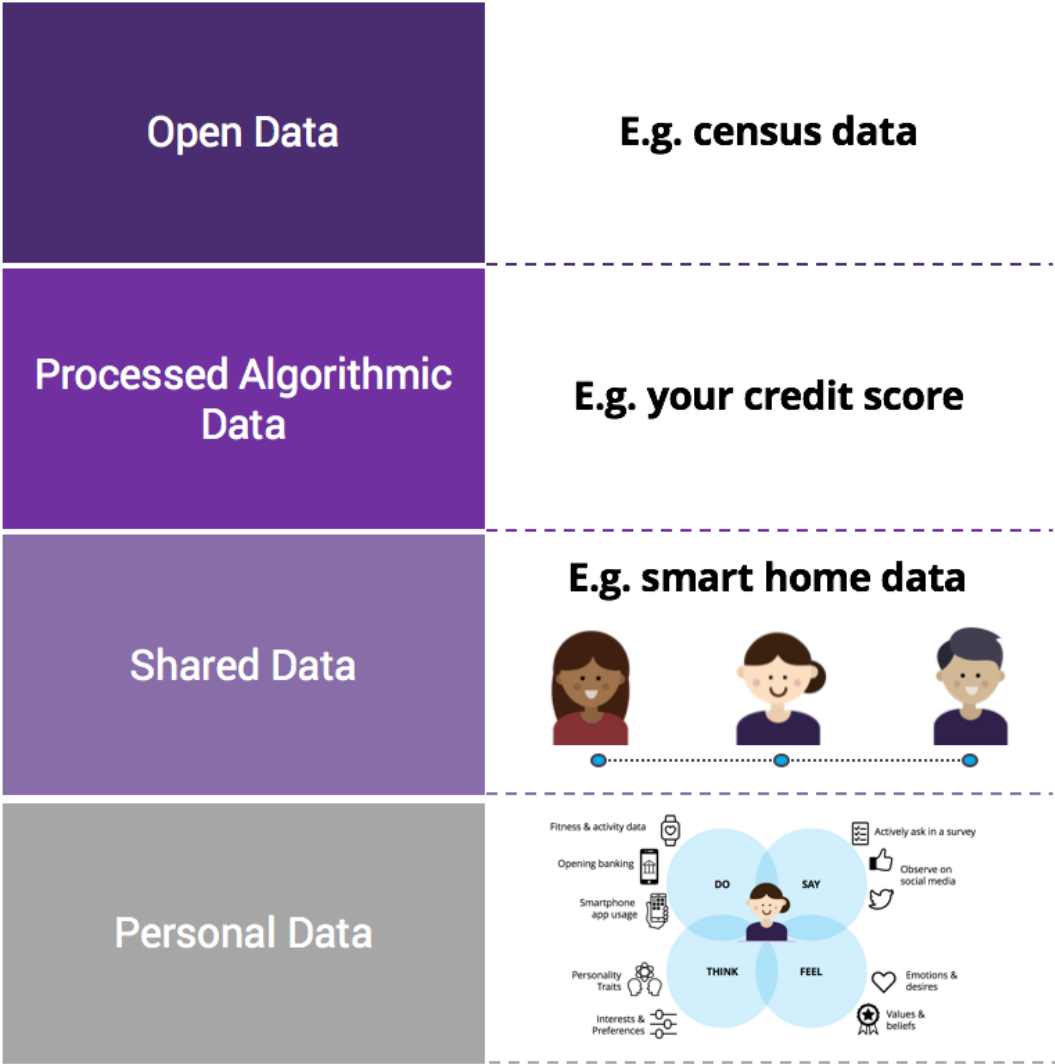 Open Data
E.g. census data
Processed Algorithmic
Data
E.g. your credit score
Shared Data
E.g. smart home data
Personal Data
Fitness & activity data
Opening banking
Smartphone
app usage
DO
SAY
Actively ask in a survey
Observe on
social media
THINK
FEEL
Personality
Traits
Interests &
Preferences
Emotions &
desires
Values &
beliefs